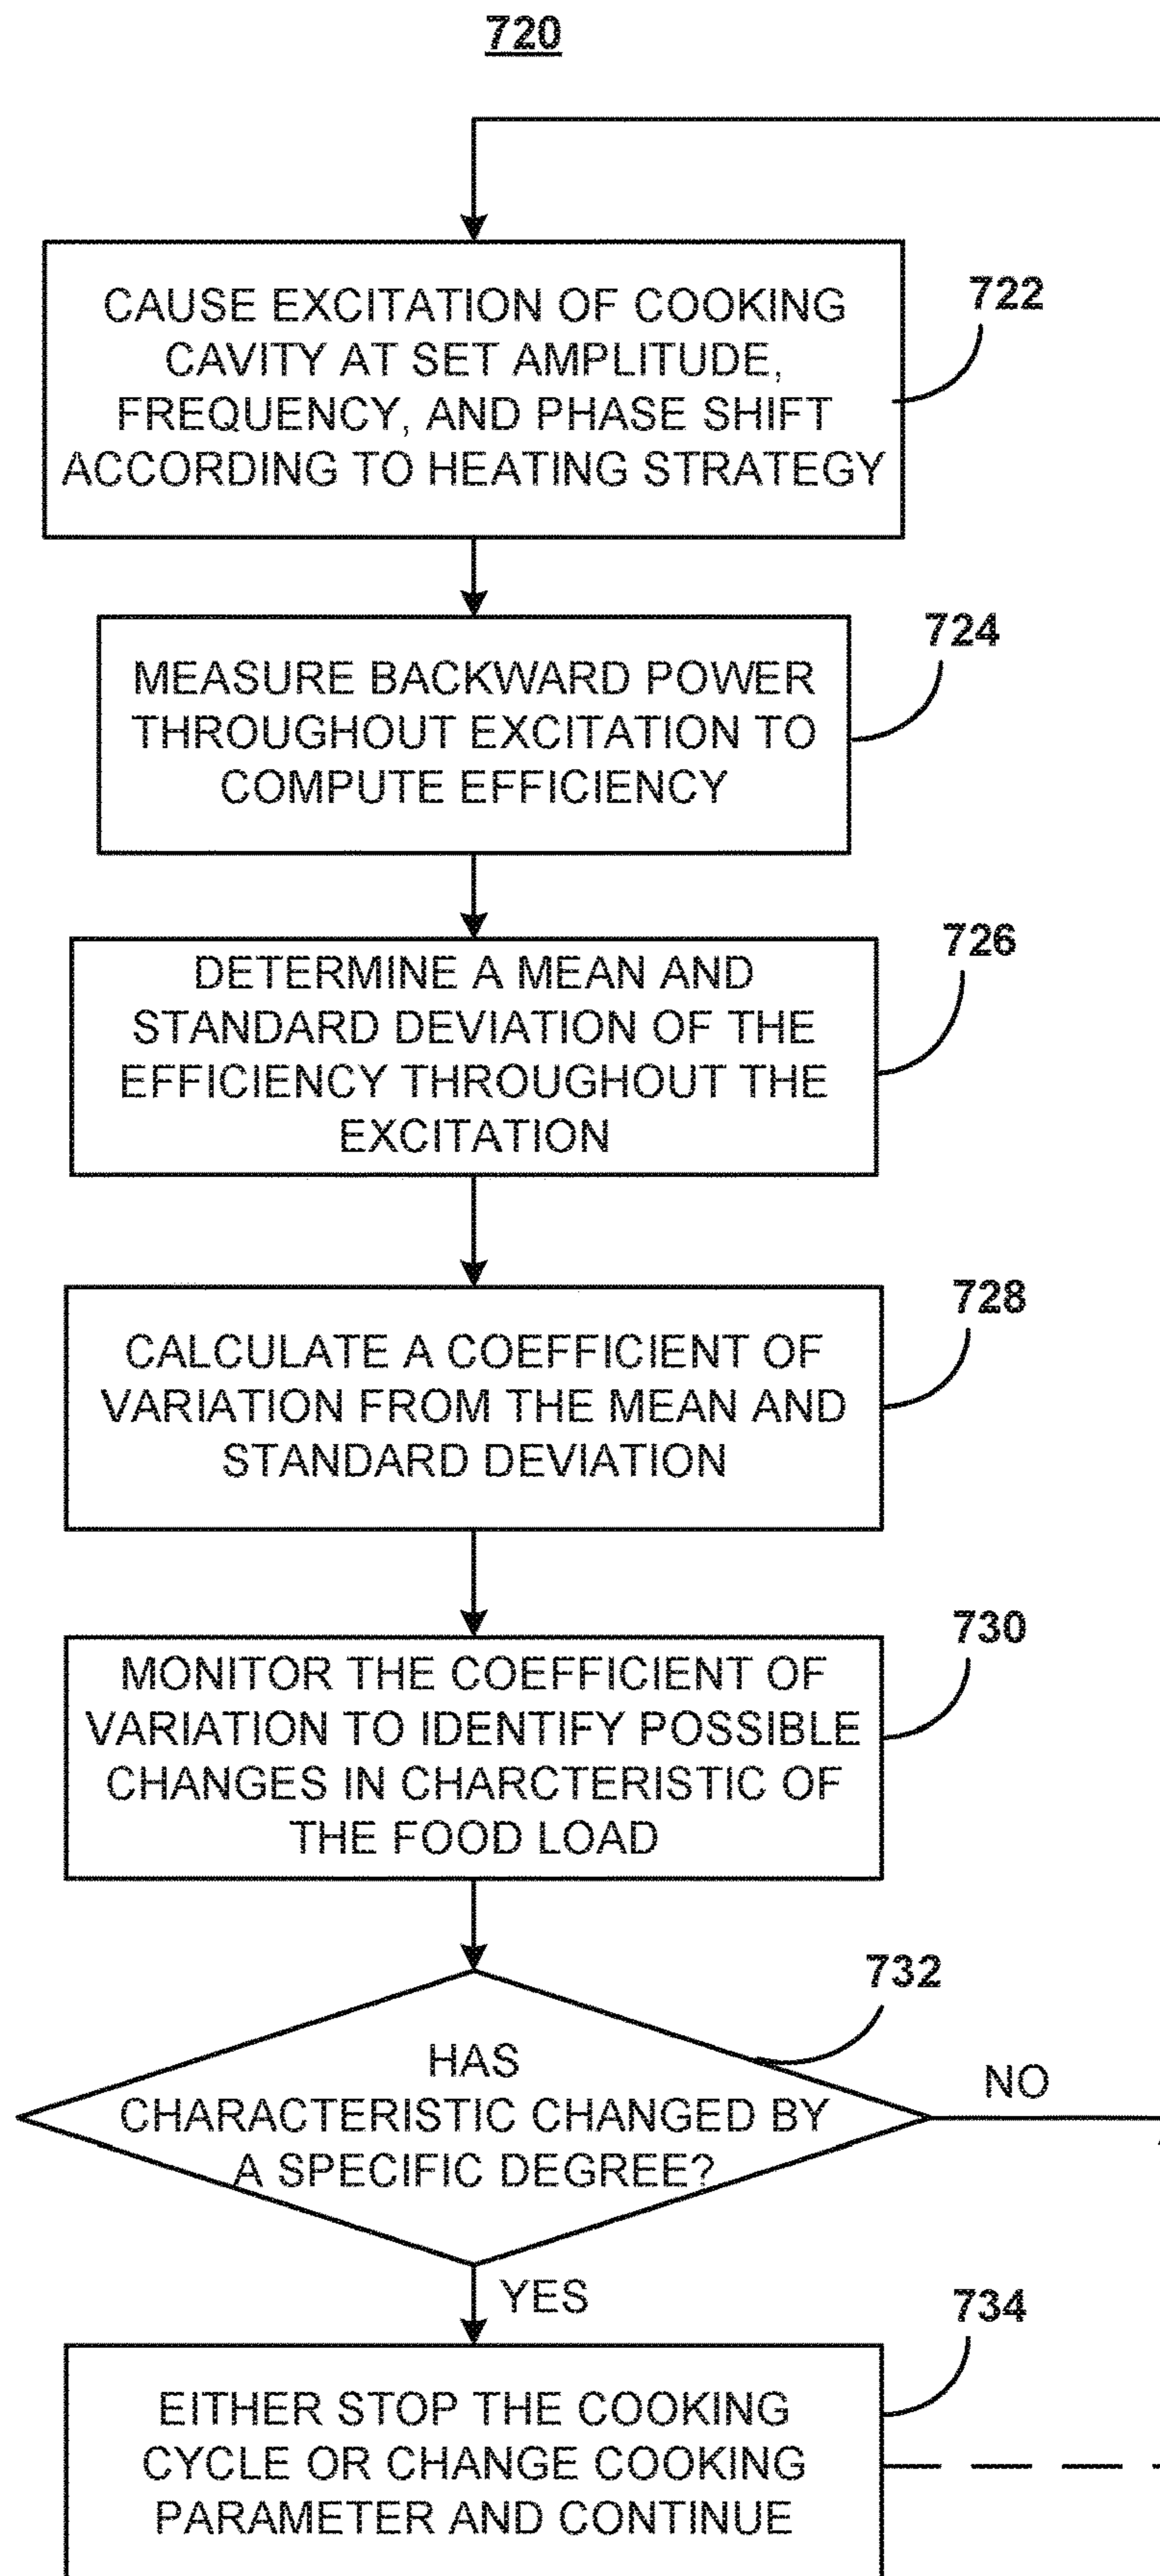 720
CAUSE EXCITATION OF COOKING
CAVITY AT SET AMPLITUDE,
FREQUENCY, AND PHASE SHIFT
ACCORDING TO HEATING STRATEGY
722
MEASURE BACKWARD POWER
THROUGHOUT EXCITATION TO
COMPUTE EFFICIENCY
724
DETERMINE A MEAN AND
STANDARD DEVIATION OF THE
EFFICIENCY THROUGHOUT THE
EXCITATION
726
CALCULATE A COEFFICIENT OF
VARIATION FROM THE MEAN AND
STANDARD DEVIATION
728
MONITOR THE COEFFICIENT OF
VARIATION TO IDENTIFY POSSIBLE
CHANGES IN CHARCTERISTIC OF
THE FOOD LOAD
730
HAS
CHARACTERISTIC CHANGED BY
A SPECIFIC DEGREE?
732
NO
YES
EITHER STOP THE COOKING
CYCLE OR CHANGE COOKING
PARAMETER AND CONTINUE
734